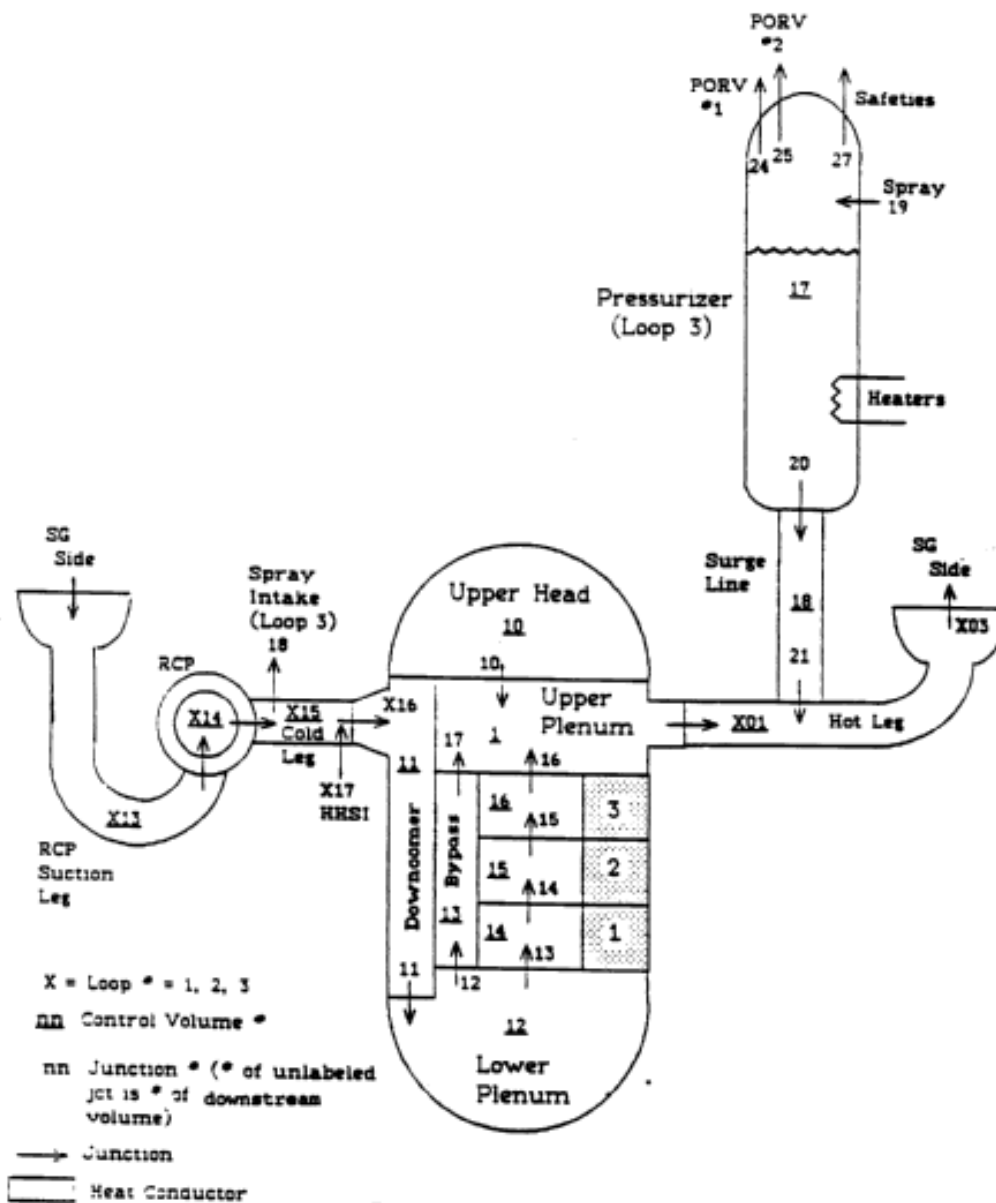 PORV
#2
PORV
#1
Safeties
24
25
27
Spray
19
17
Pressurizer
(Loop 3)
Heaters
20
SG
Side
Surge
Line
SG
Side
Spray
Intake
(Loop 3)
18
Upper Head
10
18
X03
RCP
10
21
X14
X15
Cold
Leg
X16
Upper
Plenum
X01
Hot Leg
17
1
11
16
X17
HHSI
X13
16
15
3
RCP
Suction
Leg
Downcomer
Bypass
15
14
2
13
14
13
1
11
12
X = Loop # = 1, 2, 3
nn Control Volume #
12
Lower
Plenum
nn Junction # (# of unlabeled
jct is # of downstream
volume)
Junction
Heat Conductor